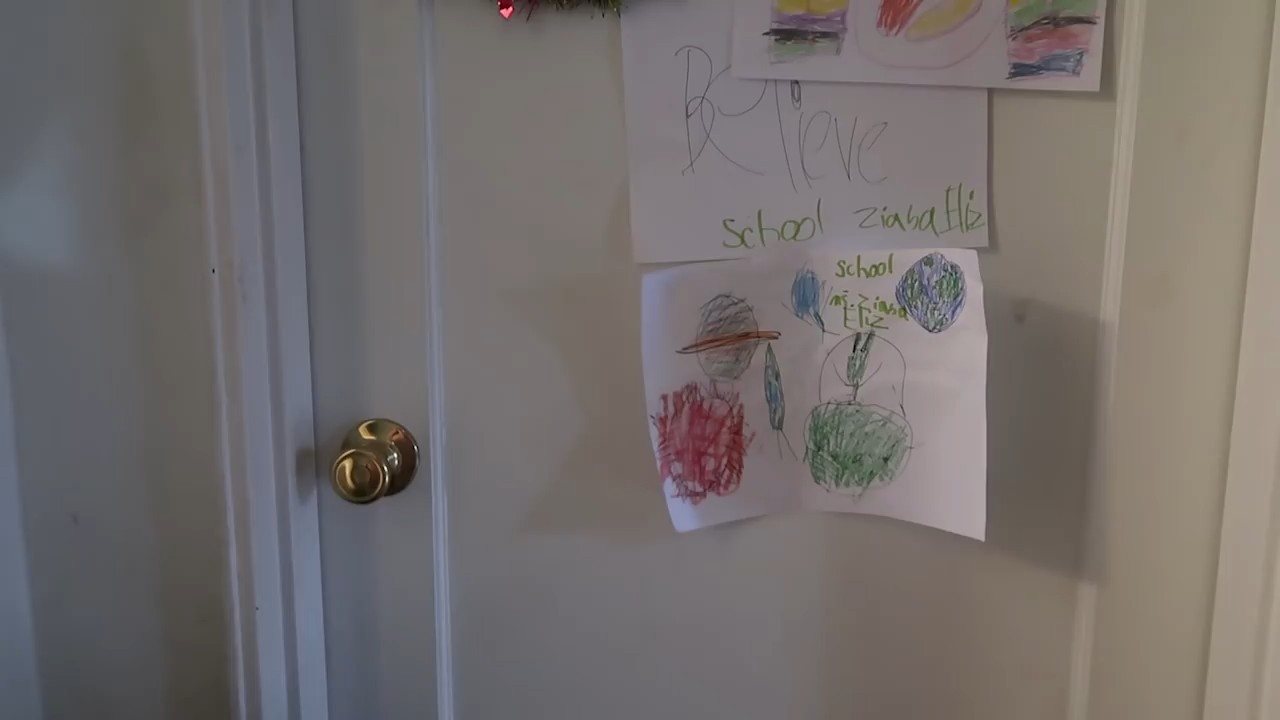 Believe
school ziaba Eliz
school
ms. Ziaba
Eliz